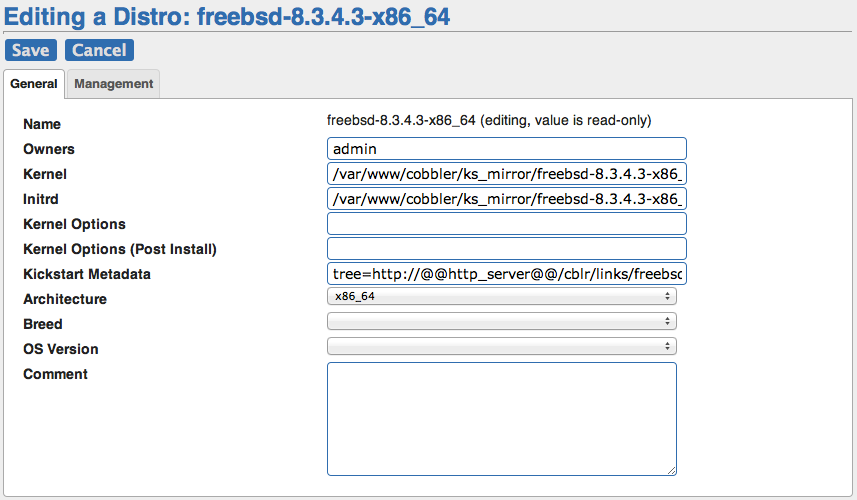 Editing a Distro: freebsd-8.3.4.3-x86_64
Save Cancel
General Management
Name freebsd-8.3.4.3-x86_64 (editing, value is read-only)
Owners admin
Kernel /var/www/cobbler/ks_mirror/freebsd-8.3.4.3-x86_
Initrd /var/www/cobbler/ks_mirror/freebsd-8.3.4.3-x86_
Kernel Options
Kernel Options (Post Install)
Kickstart Metadata tree=http://@@http_server@@/cblr/links/freebsd
Architecture x86_64
Breed
OS Version
Comment